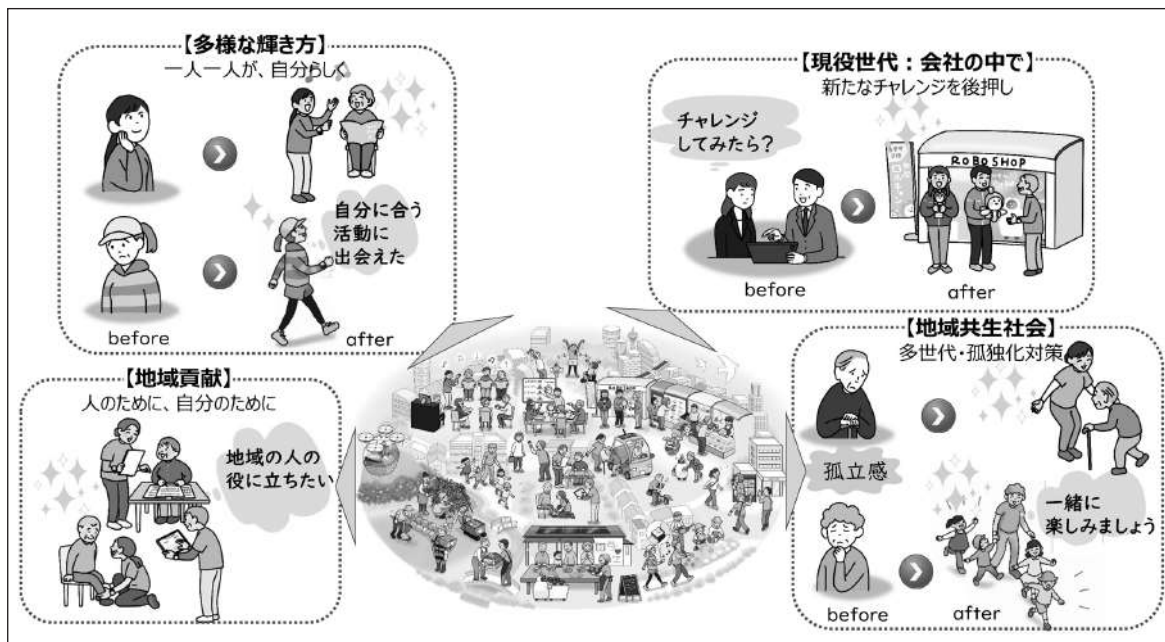 【多様な輝き方】
一人一人が、自分らしく
自分に合う
活動に
出会えた
before
after
【現役世代：会社の中で】
新たなチャレンジを後押し
チャレンジ
してみたら？
ROBO SHOP
before
after
【地域貢献】
人のために、自分のために
地域の人の
役に立ちたい
【地域共生社会】
多世代・孤独化対策
孤立感
一緒に
楽しみましょう
before
after